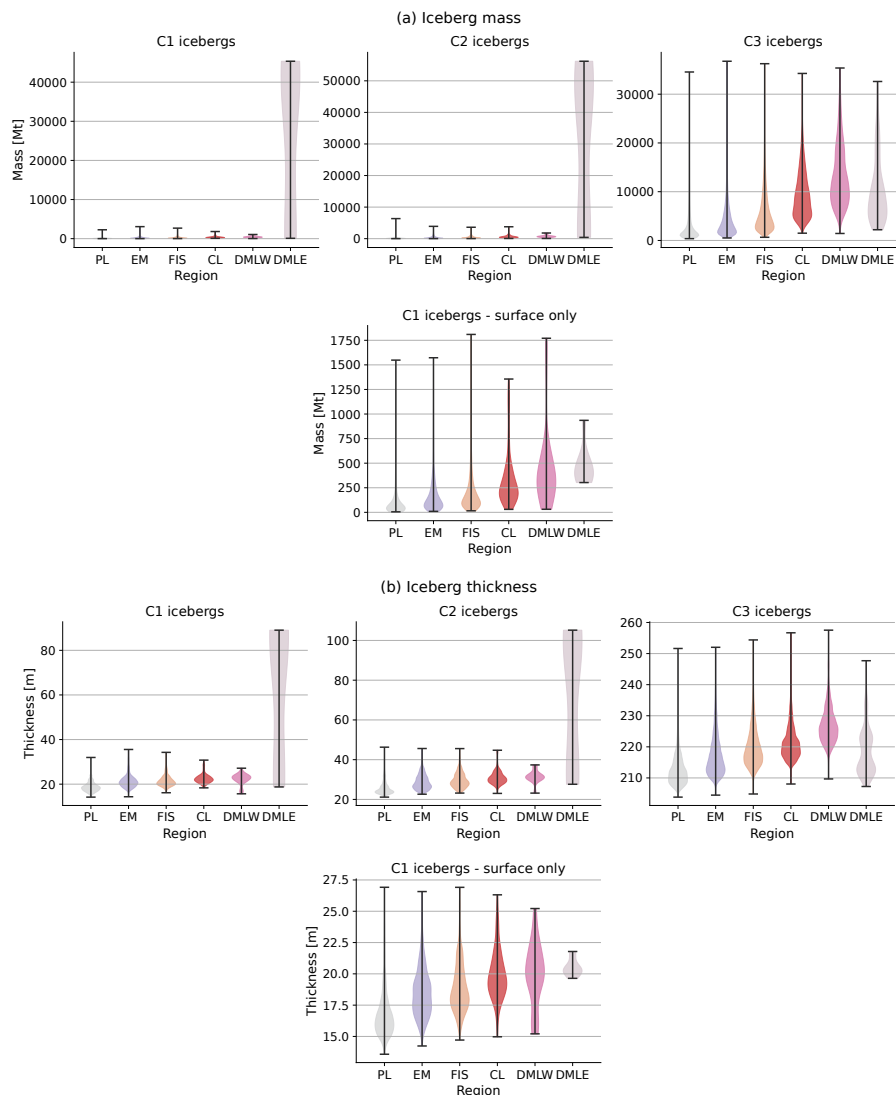 (a) Iceberg mass
C1 icebergs
C2 icebergs
C3 icebergs
Mass [Mt]
40000
30000
20000
10000
0
PL EM FIS CL DMLW DMLE
Region
50000
40000
30000
20000
10000
0
PL EM FIS CL DMLW DMLE
Region
30000
20000
10000
0
PL EM FIS CL DMLW DMLE
Region
C1 icebergs - surface only
Mass [Mt]
1750
1500
1250
1000
750
500
250
0
PL EM FIS CL DMLW DMLE
Region
(b) Iceberg thickness
C1 icebergs
C2 icebergs
C3 icebergs
Thickness [m]
80
60
40
20
PL EM FIS CL DMLW DMLE
Region
100
80
60
40
20
PL EM FIS CL DMLW DMLE
Region
260
250
240
230
220
210
PL EM FIS CL DMLW DMLE
Region
C1 icebergs - surface only
Thickness [m]
27.5
25.0
22.5
20.0
17.5
15.0
PL EM FIS CL DMLW DMLE
Region